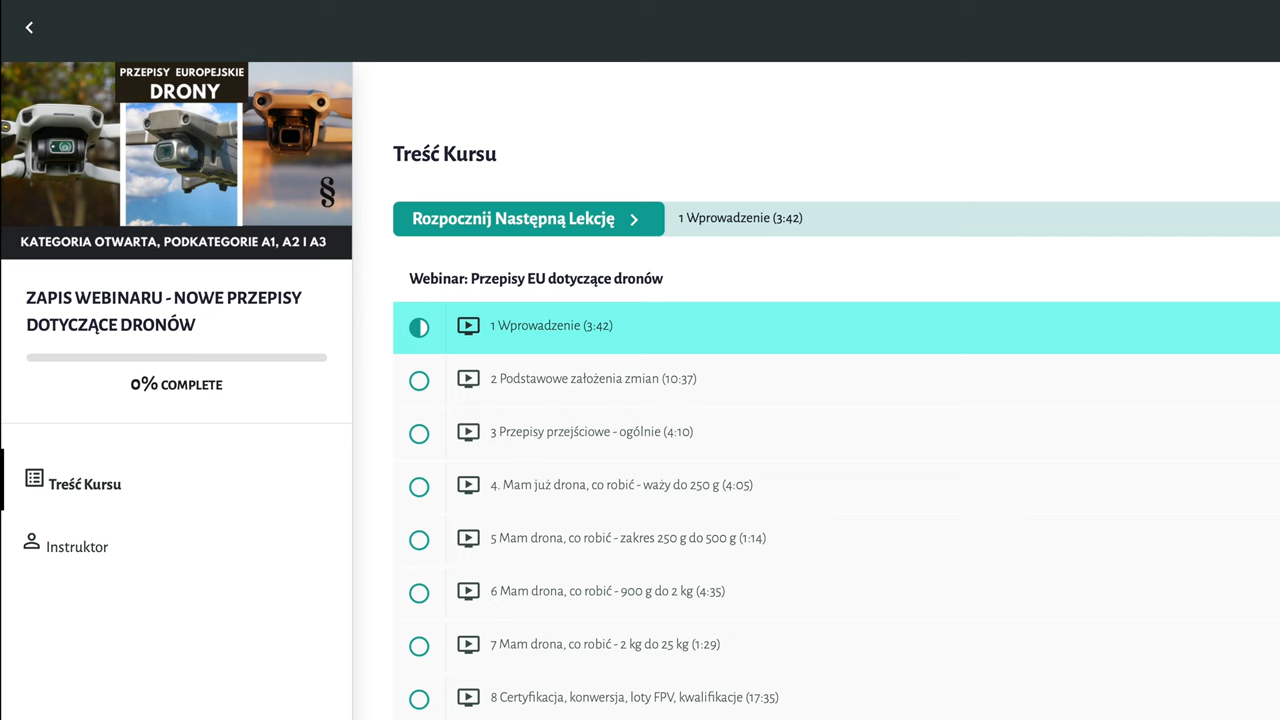 PRZEPISY EUROPEJSKIE
DRONY
§
KATEGORIA OTWARTA, PODKATEGORIE A1, A2 I A3
ZAPIS WEBINARU - NOWE PRZEPISY
DOTYCZĄCE DRONÓW
0% COMPLETE
Treść Kursu
Instruktor
Treść Kursu
Rozpocznij Następną Lekcję
1 Wprowadzenie (3:42)
Webinar: Przepisy EU dotyczące dronów
1 Wprowadzenie (3:42)
2 Podstawowe założenia zmian (10:37)
3 Przepisy przejściowe - ogólnie (4:10)
4. Mam już drona, co robić - waży do 250 g (4:05)
5 Mam drona, co robić - zakres 250 g do 500 g (1:14)
6 Mam drona, co robić - 900 g do 2 kg (4:35)
7 Mam drona, co robić - 2 kg do 25 kg (1:29)
8 Certyfikacja, konwersja, loty FPV, kwalifikacje (17:35)